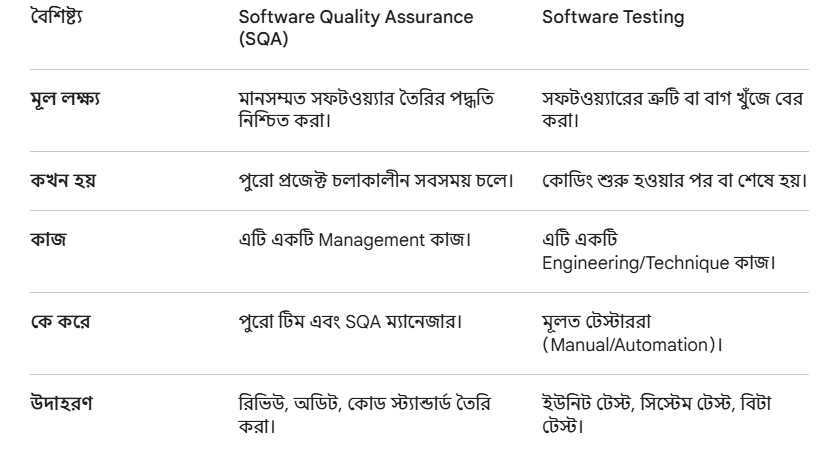 বৈশিষ্ট্য
Software Quality Assurance
(SQA)
Software Testing
মূল লক্ষ্য
মানসম্মত সফটওয়্যার তৈরির পদ্ধতি
নিশ্চিত করা।
সফটওয়্যারের ত্রুটি বা বাগ খুঁজে বের
করা।
কখন হয়
পুরো প্রজেক্ট চলাকালীন সবসময় চলে।
কোডিং শুরু হওয়ার পর বা শেষে হয়।
কাজ
এটি একটি Management কাজ।
এটি একটি
Engineering/Technique কাজ।
কে করে
পুরো টিম এবং SQA ম্যানেজার।
মূলত টেস্টাররা
(Manual/Automation)।
উদাহরণ
রিভিউ, অডিট, কোড স্ট্যান্ডার্ড তৈরি
করা।
ইউনিট টেস্ট, সিস্টেম টেস্ট, বিটা
টেস্ট।